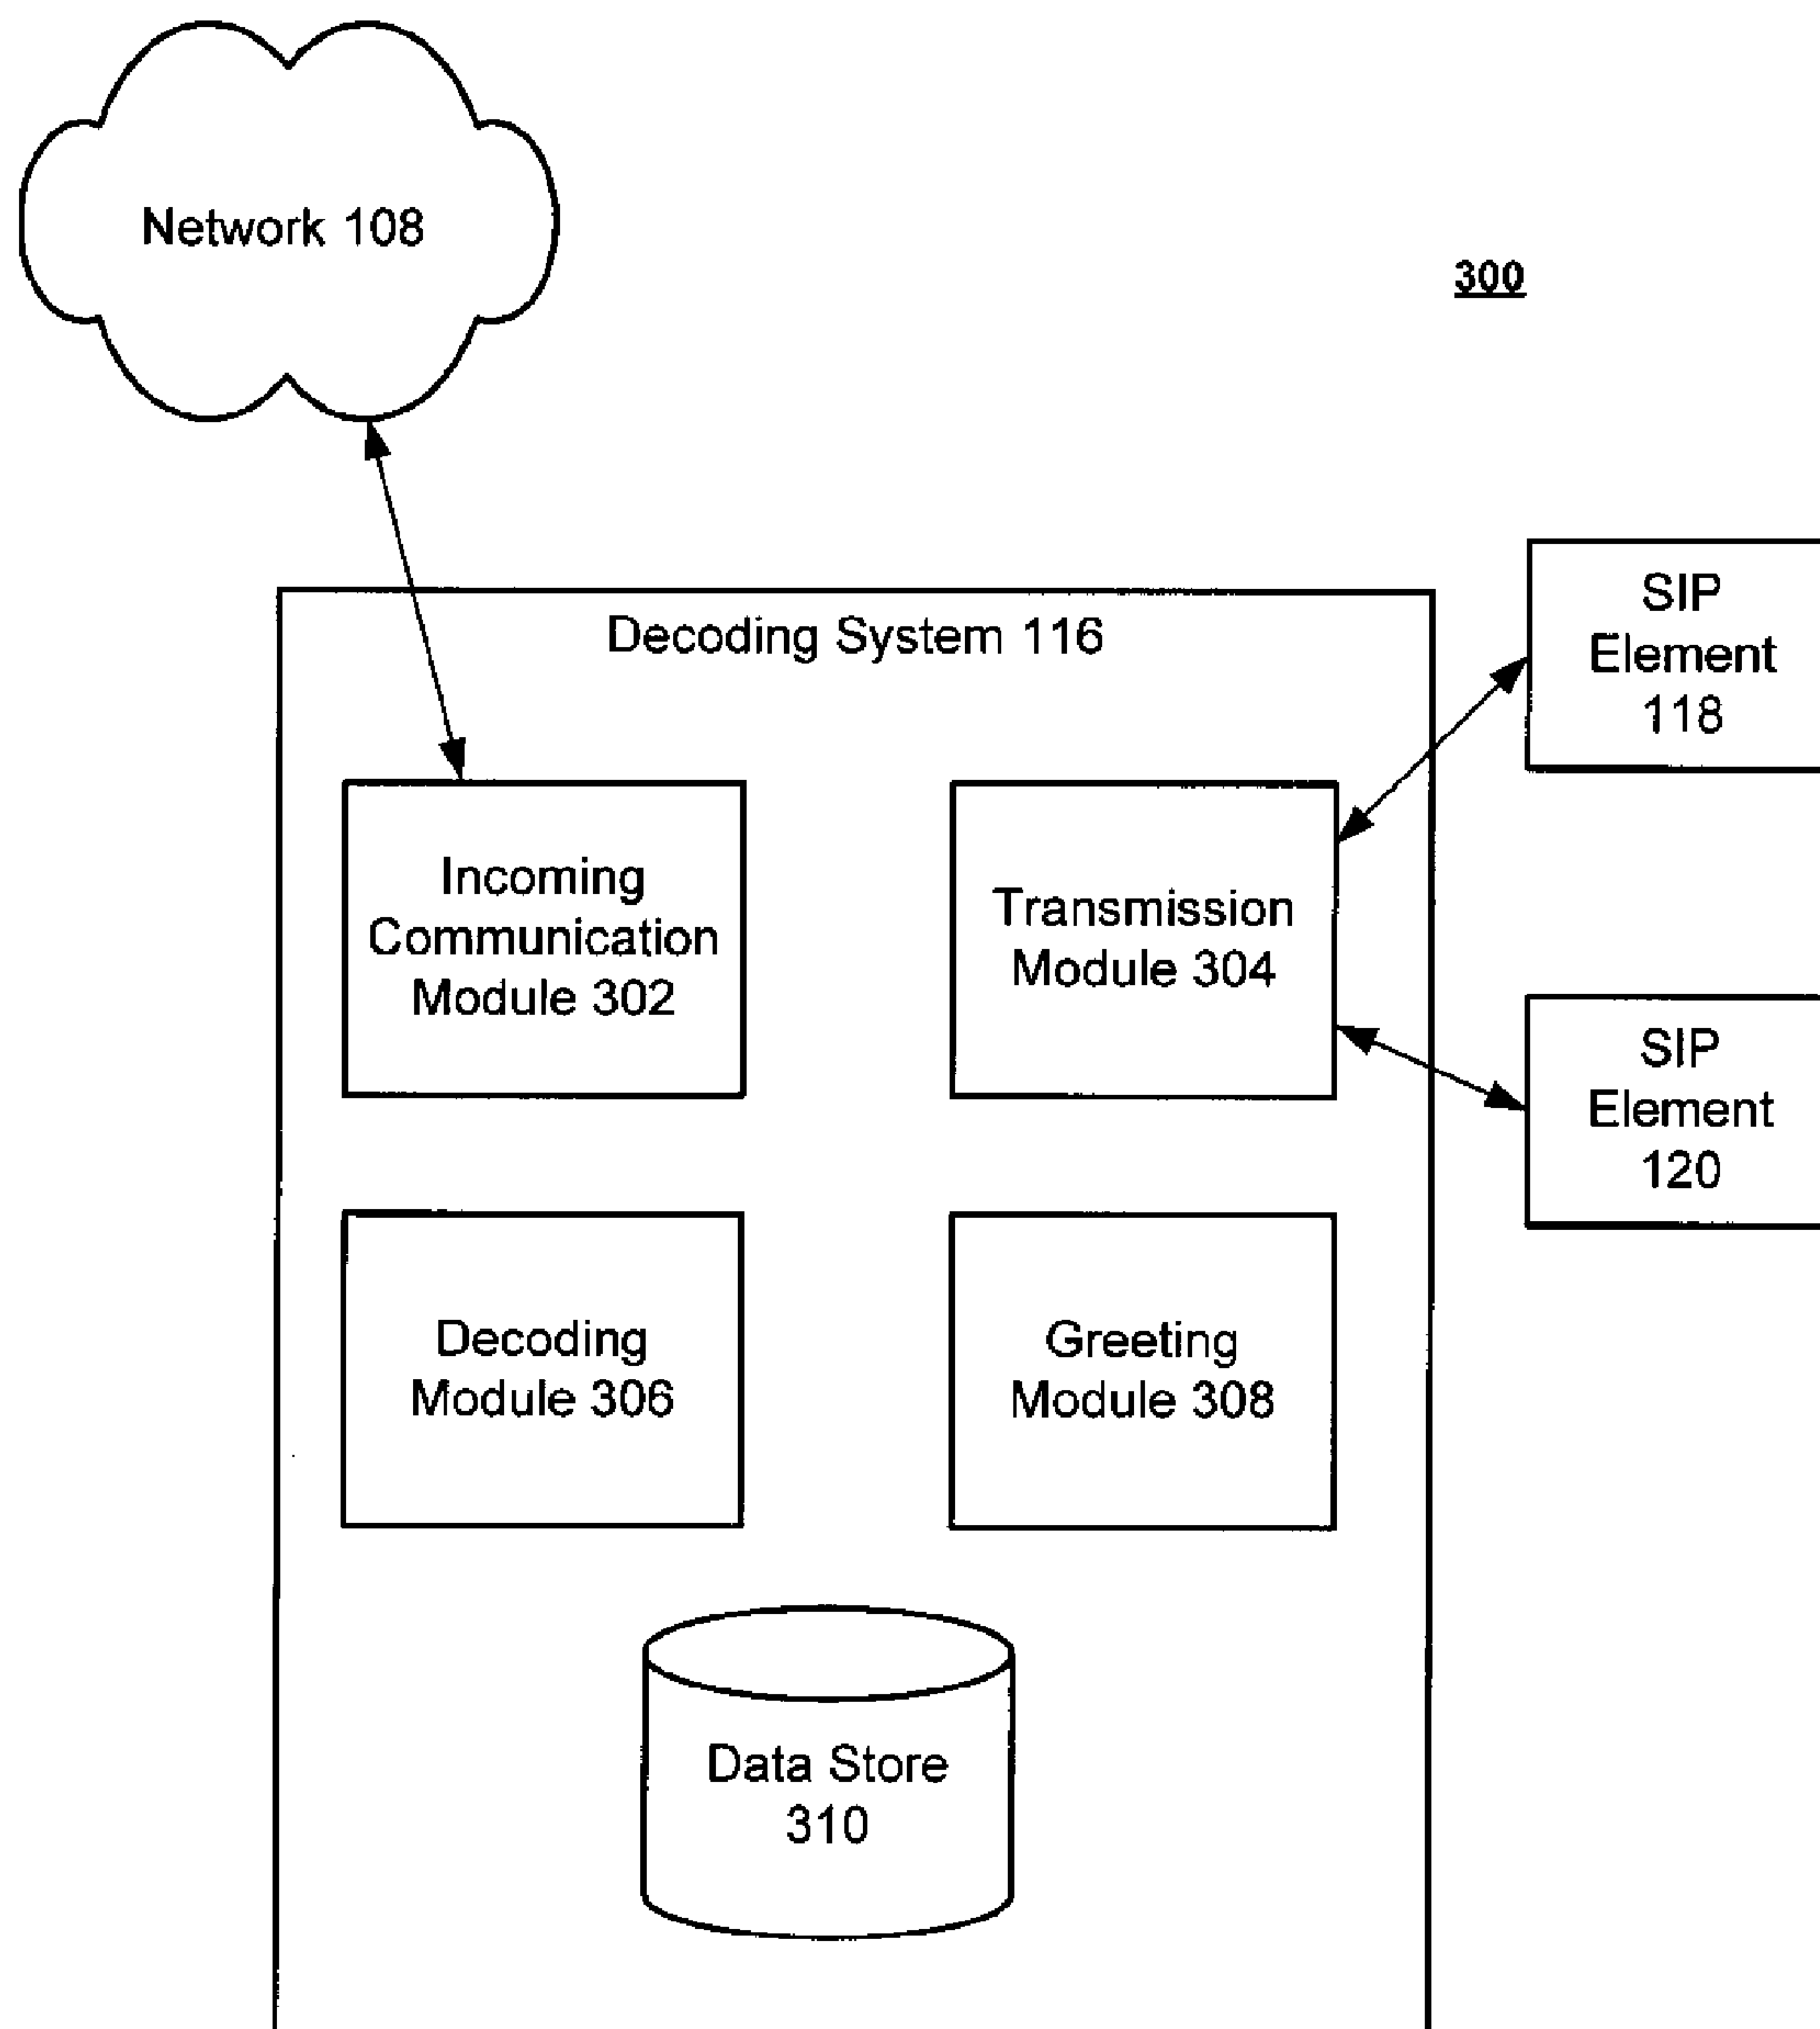 Network 108
300
Decoding System 116
SIP
Element
118
Incoming
Communication
Module 302
Transmission
Module 304
SIP
Element
120
Decoding
Module 306
Greeting
Module 308
Data Store
310